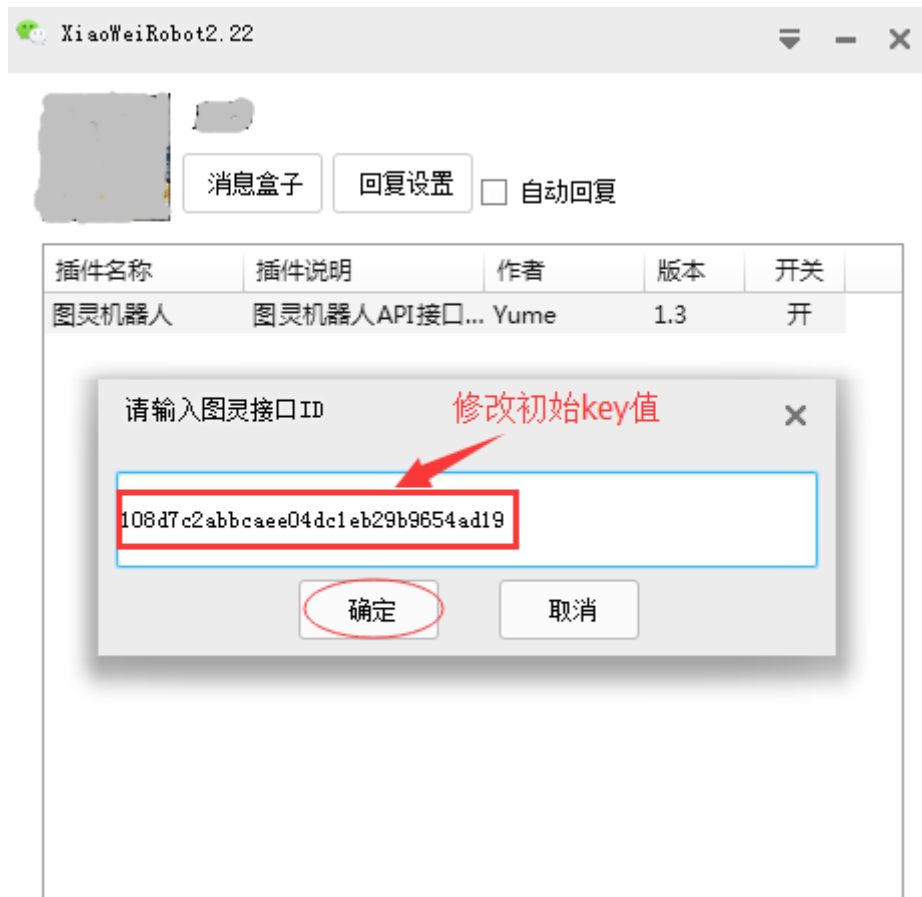 XiaoWeiRobot2.22
消息盒子 回复设置 自动回复
插件名称 插件说明 作者 版本 开关
图灵机器人 图灵机器人API接口... Yume 1.3 开
请输入图灵接口ID 修改初始key值
108d7c2abbcaee04dc1eb29b9654ad19
确定 取消